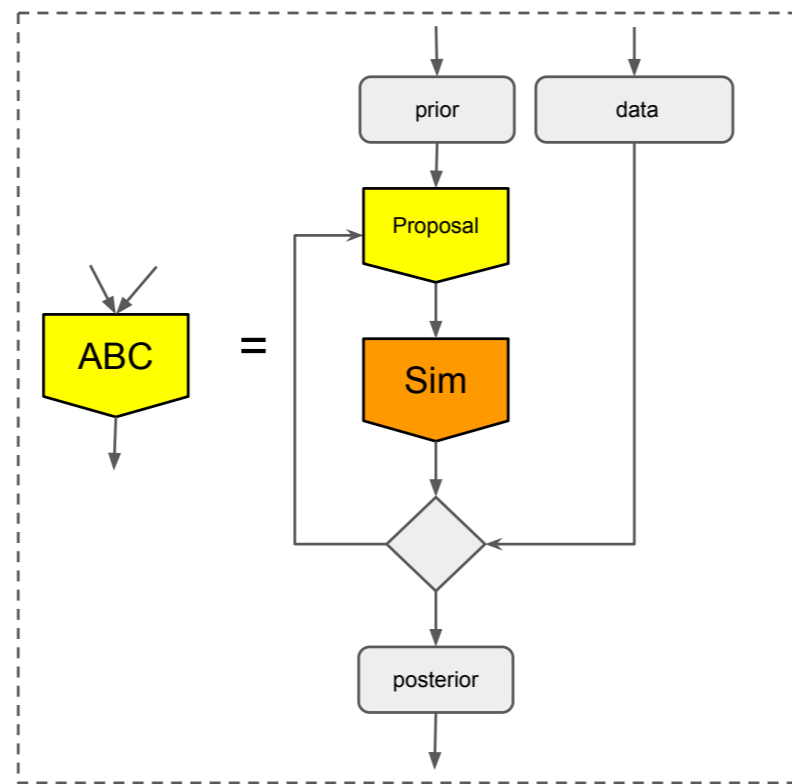 prior
data
Proposal
ABC
=
Sim
posterior